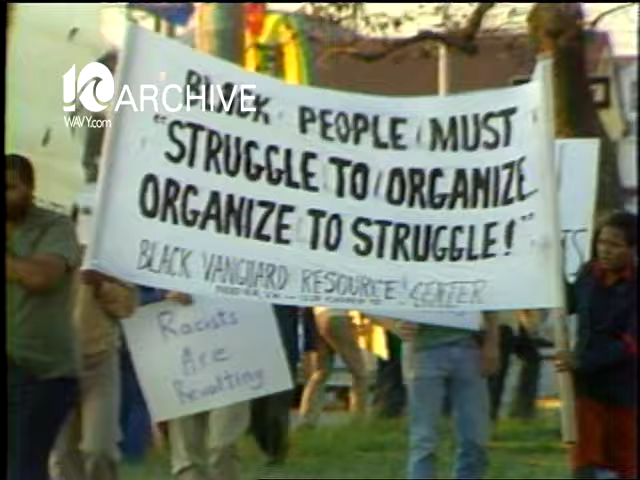 10 ARCHIVE
WAVY.com
BLACK PEOPLE MUST
"STRUGGLE TO ORGANIZE
ORGANIZE TO STRUGGLE!"
BLACK VANGUARD RESOURCE CENTER
Racists
Are
Revolting